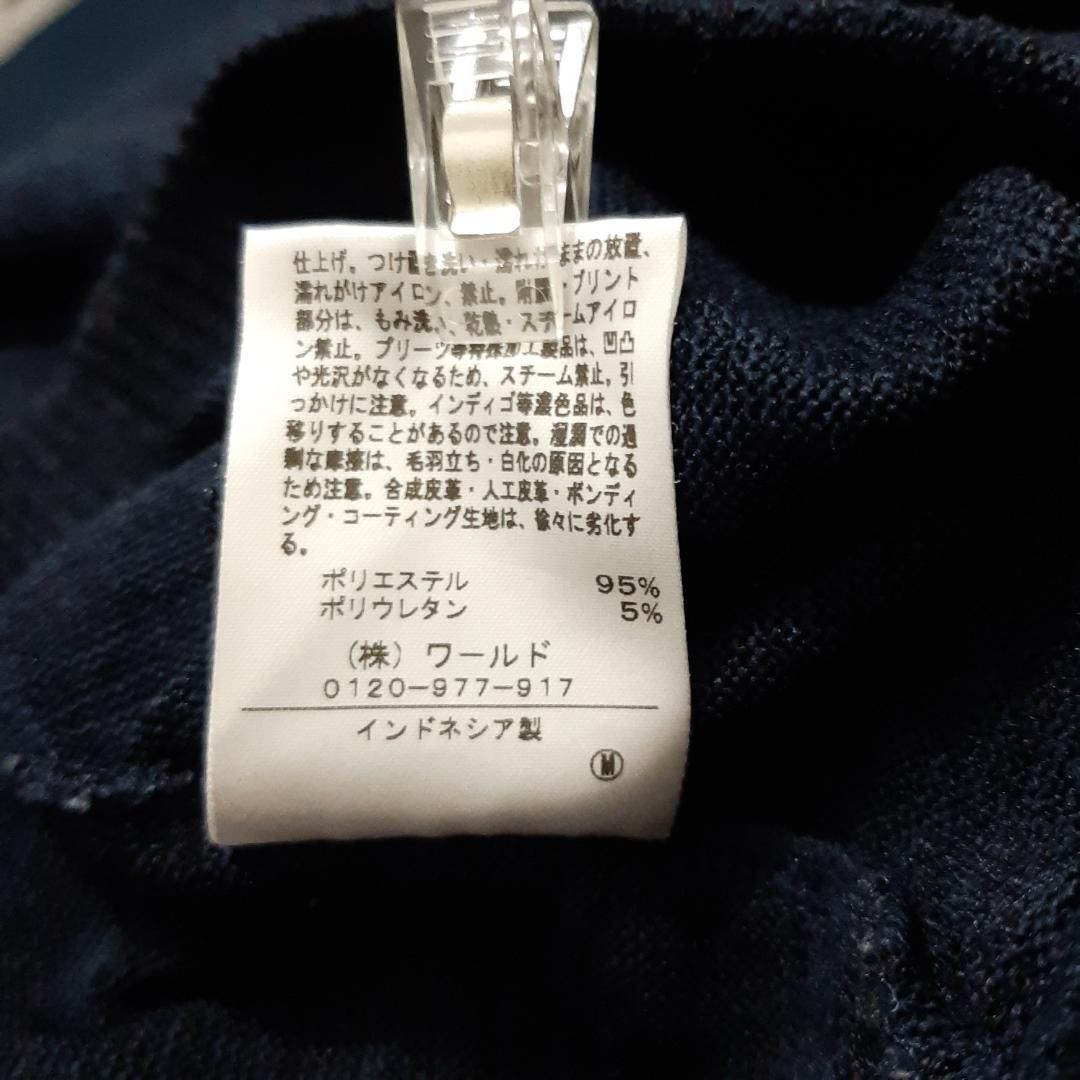 仕上げ。つけ置き洗い・濡れたままの放置、
濡れがけアイロン、禁止。附属・プリント
部分は、もみ洗い、乾熱・スチームアイロ
ン禁止。プリーツ等特殊加工製品は、凹凸
や光沢がなくなるため、スチーム禁止。引
っかけに注意。インディゴ等濃色品は、色
移りすることがあるので注意。湿潤での過
剰な摩擦は、毛羽立ち・白化の原因となる
ため注意。合成皮革・人工皮革・ボンディ
ング・コーティング生地は、徐々に劣化す
る。
ポリエステル 95%
ポリウレタン 5%
(株)ワールド
0120-977-917
インドネシア製
Ⓜ